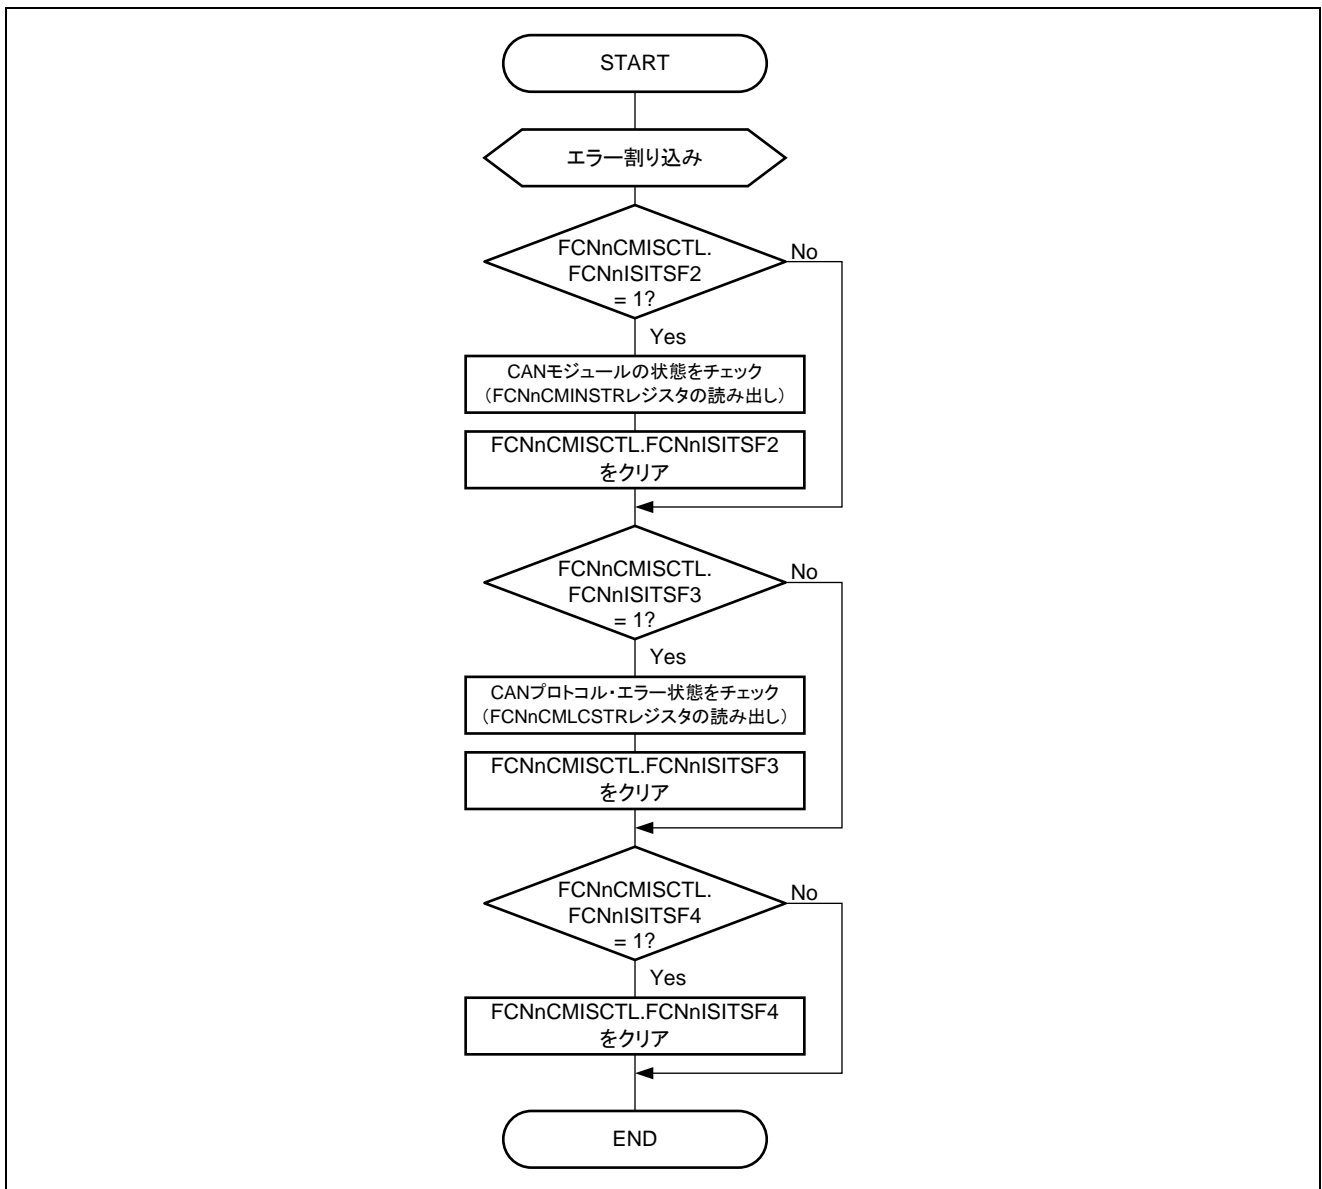 START
エラー割り込み
FCNnCMISCTL.
FCNnISITSF2
= 1?
No
Yes
CANモジュールの状態をチェック
（FCNnCMINSTRレジスタの読み出し）
FCNnCMISCTL.FCNnISITSF2
をクリア
FCNnCMISCTL.
FCNnISITSF3
= 1?
No
Yes
CANプロトコル・エラー状態をチェック
（FCNnCMLCSTRレジスタの読み出し）
FCNnCMISCTL.FCNnISITSF3
をクリア
FCNnCMISCTL.
FCNnISITSF4
= 1?
No
Yes
FCNnCMISCTL.FCNnISITSF4
をクリア
END